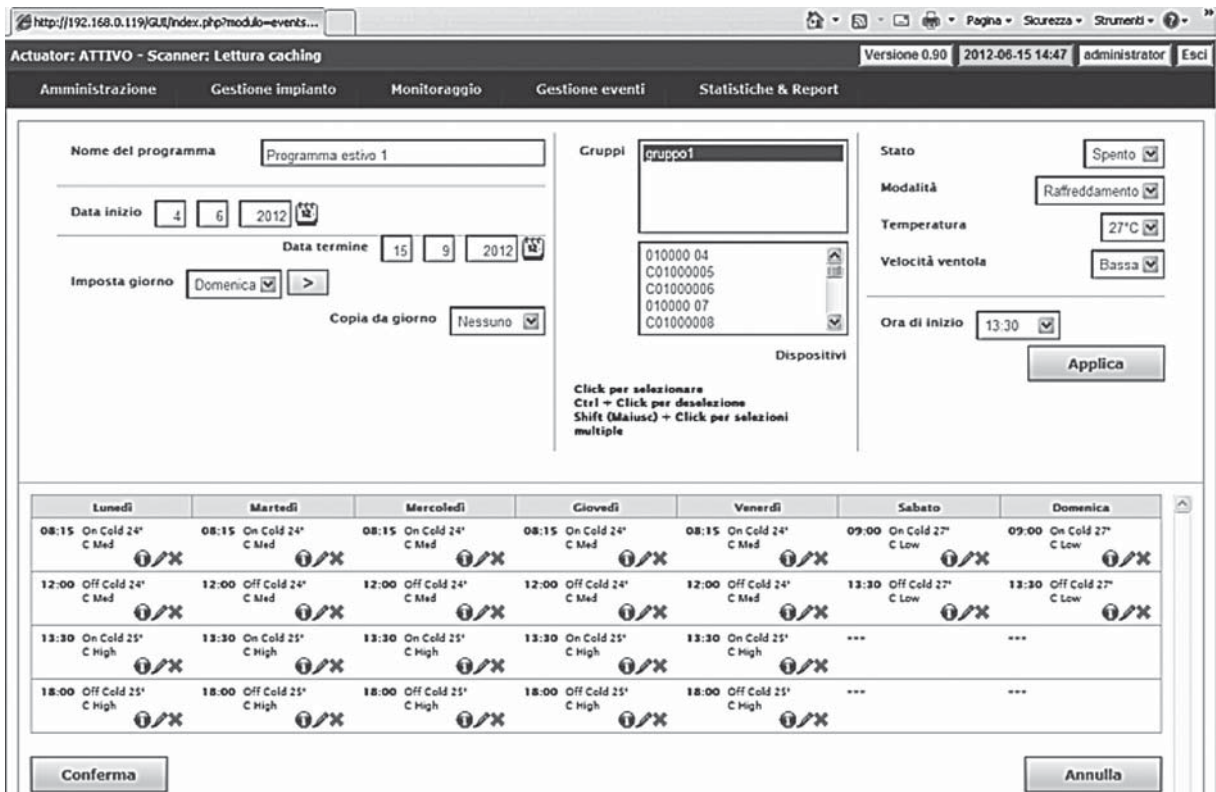 http://192.168.0.119/GUI/index.php?modulo=events...
Pagina Sicurezza Strumenti
Actuator: ATTIVO - Scanner: Lettura caching
Versione 0.90 2012-06-15 14:47 administrator Esci
Amministrazione Gestione impianto Monitoraggio Gestione eventi Statistiche & Report
Nome del programma Programma estivo 1
Data inizio 4 6 2012
Data termine 15 9 2012
Imposta giorno Domenica >
Copia da giorno Nessuno
Gruppi gruppo1
010000 04
C01000005
C01000006
010000 07
C01000008
Dispositivi
Click per selezionare
Ctrl + Click per deselezione
Shift (Maiusc) + Click per selezioni
multiple
Stato Spento
Modalità Raffreddamento
Temperatura 27°C
Velocità ventola Bassa
Ora di inizio 13:30
Applica
Lunedì Martedì Mercoledì Giovedì Venerdì Sabato Domenica
08:15 On Cold 24° 08:15 On Cold 24° 08:15 On Cold 24° 08:15 On Cold 24° 08:15 On Cold 24° 09:00 On Cold 27° 09:00 On Cold 27°
C Med C Med C Med C Med C Med C Low C Low
12:00 Off Cold 24° 12:00 Off Cold 24° 12:00 Off Cold 24° 12:00 Off Cold 24° 12:00 Off Cold 24° 13:30 Off Cold 27° 13:30 Off Cold 27°
C Med C Med C Med C Med C Med C Low C Low
13:30 On Cold 25° 13:30 On Cold 25° 13:30 On Cold 25° 13:30 On Cold 25° 13:30 On Cold 25° --- ---
C High C High C High C High C High
18:00 Off Cold 25° 18:00 Off Cold 25° 18:00 Off Cold 25° 18:00 Off Cold 25° 18:00 Off Cold 25° --- ---
C High C High C High C High C High
Conferma Annulla